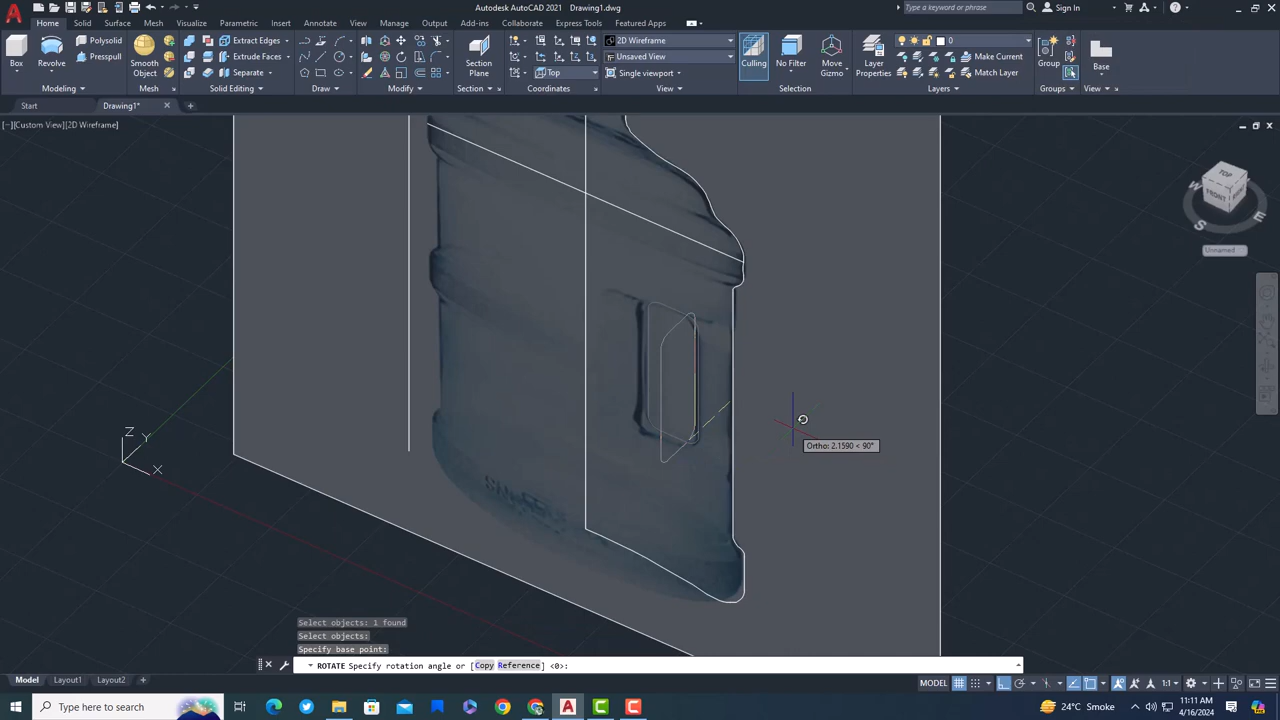 Autodesk AutoCAD 2021 Drawing1.dwg
Type a keyword or phrase
Sign In
Home Solid Surface Mesh Visualize Parametric Insert Annotate View Manage Output Add-ins Collaborate Express Tools Featured Apps
Box Revolve Polysolid Presspull Smooth Object Extract Edges Extrude Faces Separate Section Plane Top 2D Wireframe Unsaved View Single viewport Culling No Filter Move Gizmo Layer Properties 0 Make Current Match Layer Group Base
Modeling Mesh Solid Editing Draw Modify Section Coordinates View Selection Layers Groups View
Start Drawing1*
[−][Custom View][2D Wireframe]
TOP
FRONT
W
S
E
Unnamed
Z
Y
X
Ortho: 2.1590 < 90°
Select objects: 1 found
Select objects:
Specify base point:
ROTATE Specify rotation angle or [Copy Reference] <0>:
Model Layout1 Layout2
MODEL 1:1
Type here to search
24°C Smoke
11:11 AM
4/16/2024